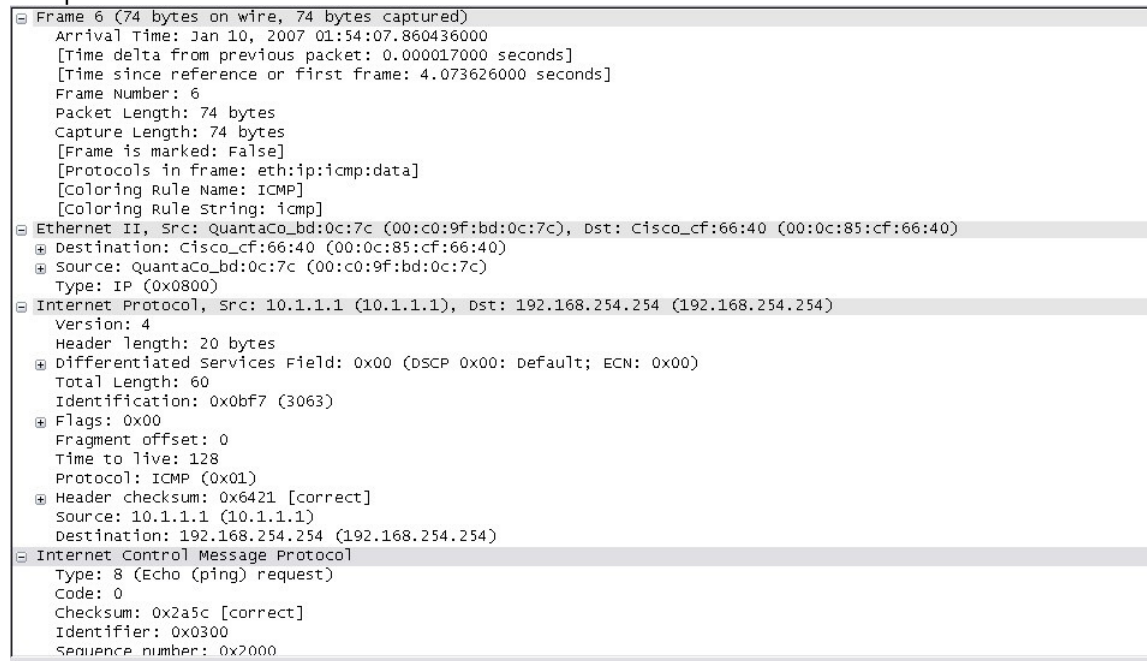 Frame 6 (74 bytes on wire, 74 bytes captured)
Arrival Time: Jan 10, 2007 01:54:07.860436000
[Time delta from previous packet: 0.000017000 seconds]
[Time since reference or first frame: 4.073626000 seconds]
Frame Number: 6
Packet Length: 74 bytes
Capture Length: 74 bytes
[Frame is marked: False]
[Protocols in frame: eth:ip:icmp:data]
[Coloring Rule Name: ICMP]
[Coloring Rule String: icmp]
Ethernet II, Src: QuantaCo_bd:0c:7c (00:c0:9f:bd:0c:7c), Dst: Cisco_cf:66:40 (00:0c:85:cf:66:40)
Destination: Cisco_cf:66:40 (00:0c:85:cf:66:40)
Source: QuantaCo_bd:0c:7c (00:c0:9f:bd:0c:7c)
Type: IP (0x0800)
Internet Protocol, Src: 10.1.1.1 (10.1.1.1), Dst: 192.168.254.254 (192.168.254.254)
Version: 4
Header length: 20 bytes
Differentiated Services Field: 0x00 (DSCP 0x00: Default; ECN: 0x00)
Total Length: 60
Identification: 0x0bf7 (3063)
Flags: 0x00
Fragment offset: 0
Time to live: 128
Protocol: ICMP (0x01)
Header checksum: 0x6421 [correct]
Source: 10.1.1.1 (10.1.1.1)
Destination: 192.168.254.254 (192.168.254.254)
Internet Control Message Protocol
Type: 8 (Echo (ping) request)
Code: 0
Checksum: 0x2a5c [correct]
Identifier: 0x0300
Sequence number: 0x2000